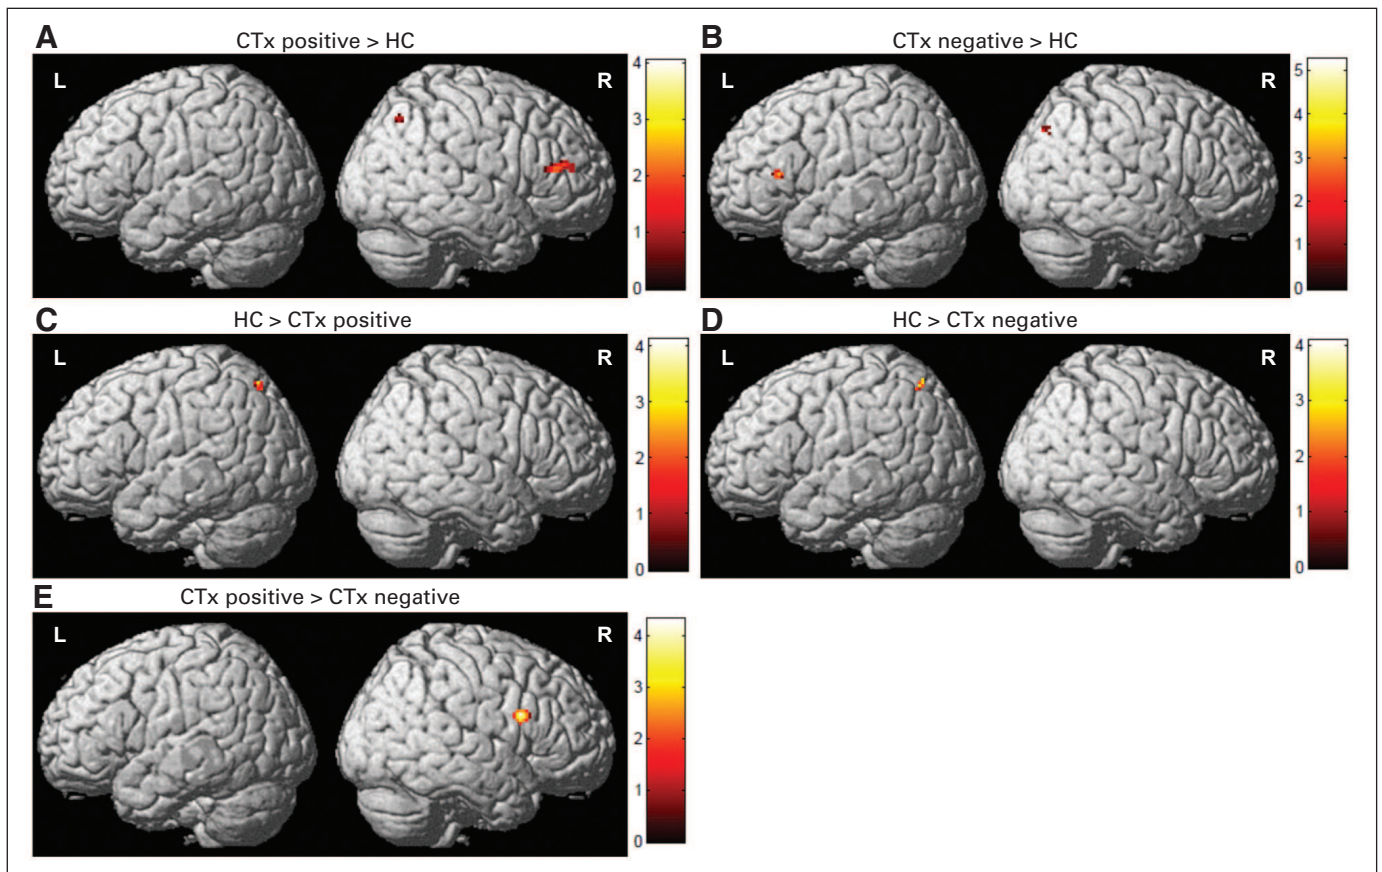 A
CTx positive > HC
L
R
4
3
2
1
0
B
CTx negative > HC
L
R
5
4
3
2
1
0
C
HC > CTx positive
L
R
4
3
2
1
0
D
HC > CTx negative
L
R
4
3
2
1
0
E
CTx positive > CTx negative
L
R
4
3
2
1
0